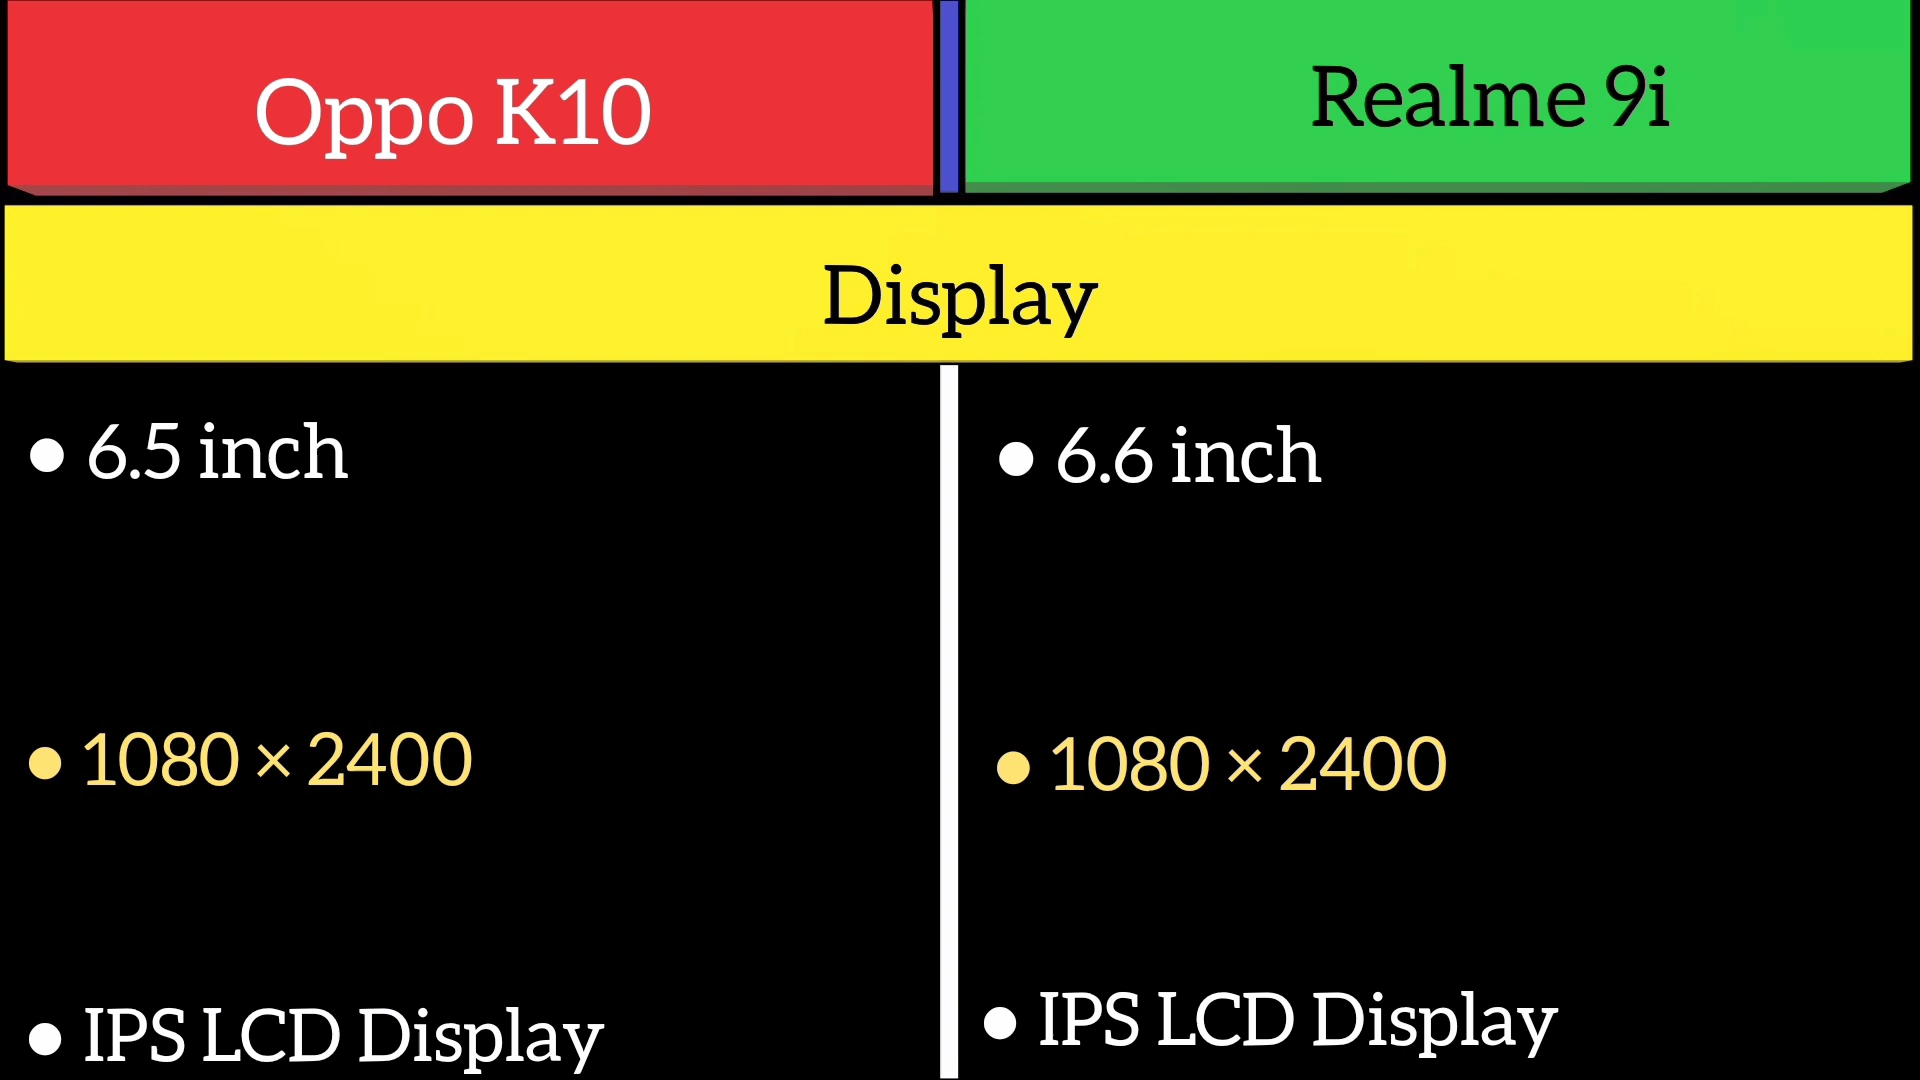 Oppo K10
Realme 9i
Display
• 6.5 inch
• 6.6 inch
• 1080 × 2400
• 1080 × 2400
• IPS LCD Display
• IPS LCD Display